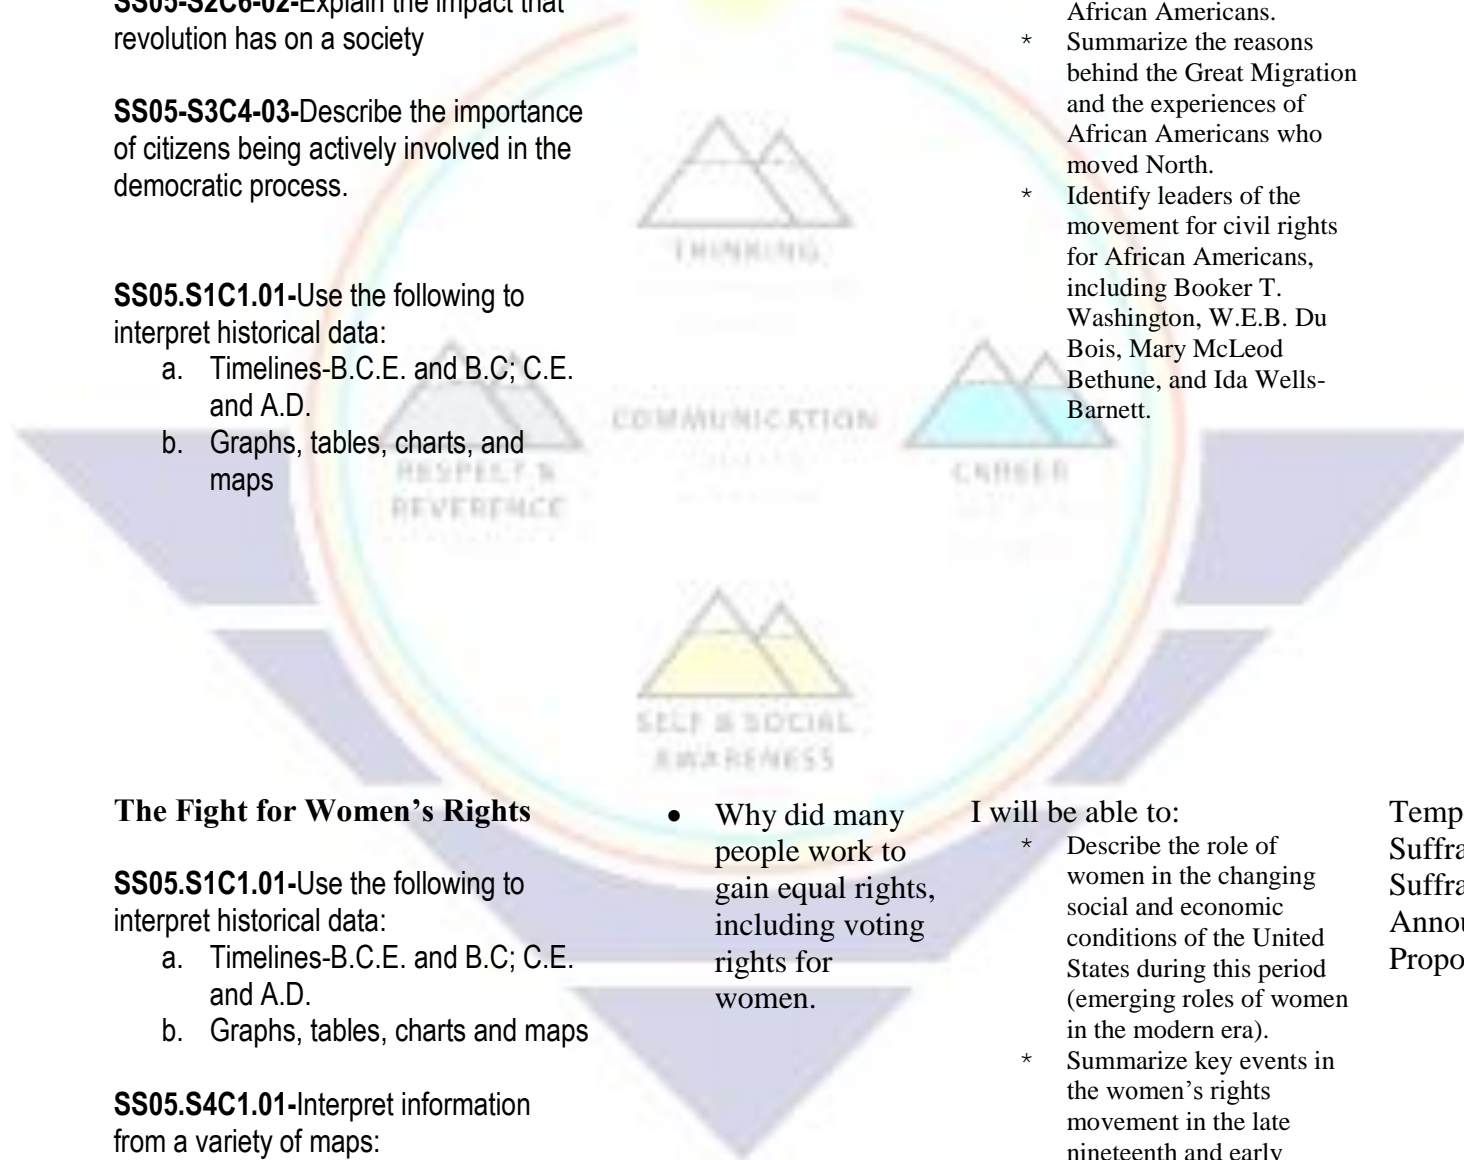 SS05-S2C6-02-Explain the impact that
revolution has on a society
SS05-S3C4-03-Describe the importance
of citizens being actively involved in the
democratic process.
SS05.S1C1.01-Use the following to
interpret historical data:
a. Timelines-B.C.E. and B.C; C.E.
and A.D.
b. Graphs, tables, charts, and
maps
African Americans.
* Summarize the reasons
behind the Great Migration
and the experiences of
African Americans who
moved North.
* Identify leaders of the
movement for civil rights
for African Americans,
including Booker T.
Washington, W.E.B. Du
Bois, Mary McLeod
Bethune, and Ida Wells-
Barnett.
THINKING
COMMUNICATION
RESPECT &
REVERENCE
CAREER
SELF & SOCIAL
AWARENESS
The Fight for Women’s Rights
SS05.S1C1.01-Use the following to
interpret historical data:
a. Timelines-B.C.E. and B.C; C.E.
and A.D.
b. Graphs, tables, charts and maps
SS05.S4C1.01-Interpret information
from a variety of maps:
• Why did many
people work to
gain equal rights,
including voting
rights for
women.
I will be able to:
* Describe the role of
women in the changing
social and economic
conditions of the United
States during this period
(emerging roles of women
in the modern era).
* Summarize key events in
the women’s rights
movement in the late
nineteenth and early
Temp
Suffra
Suffra
Annou
Propo